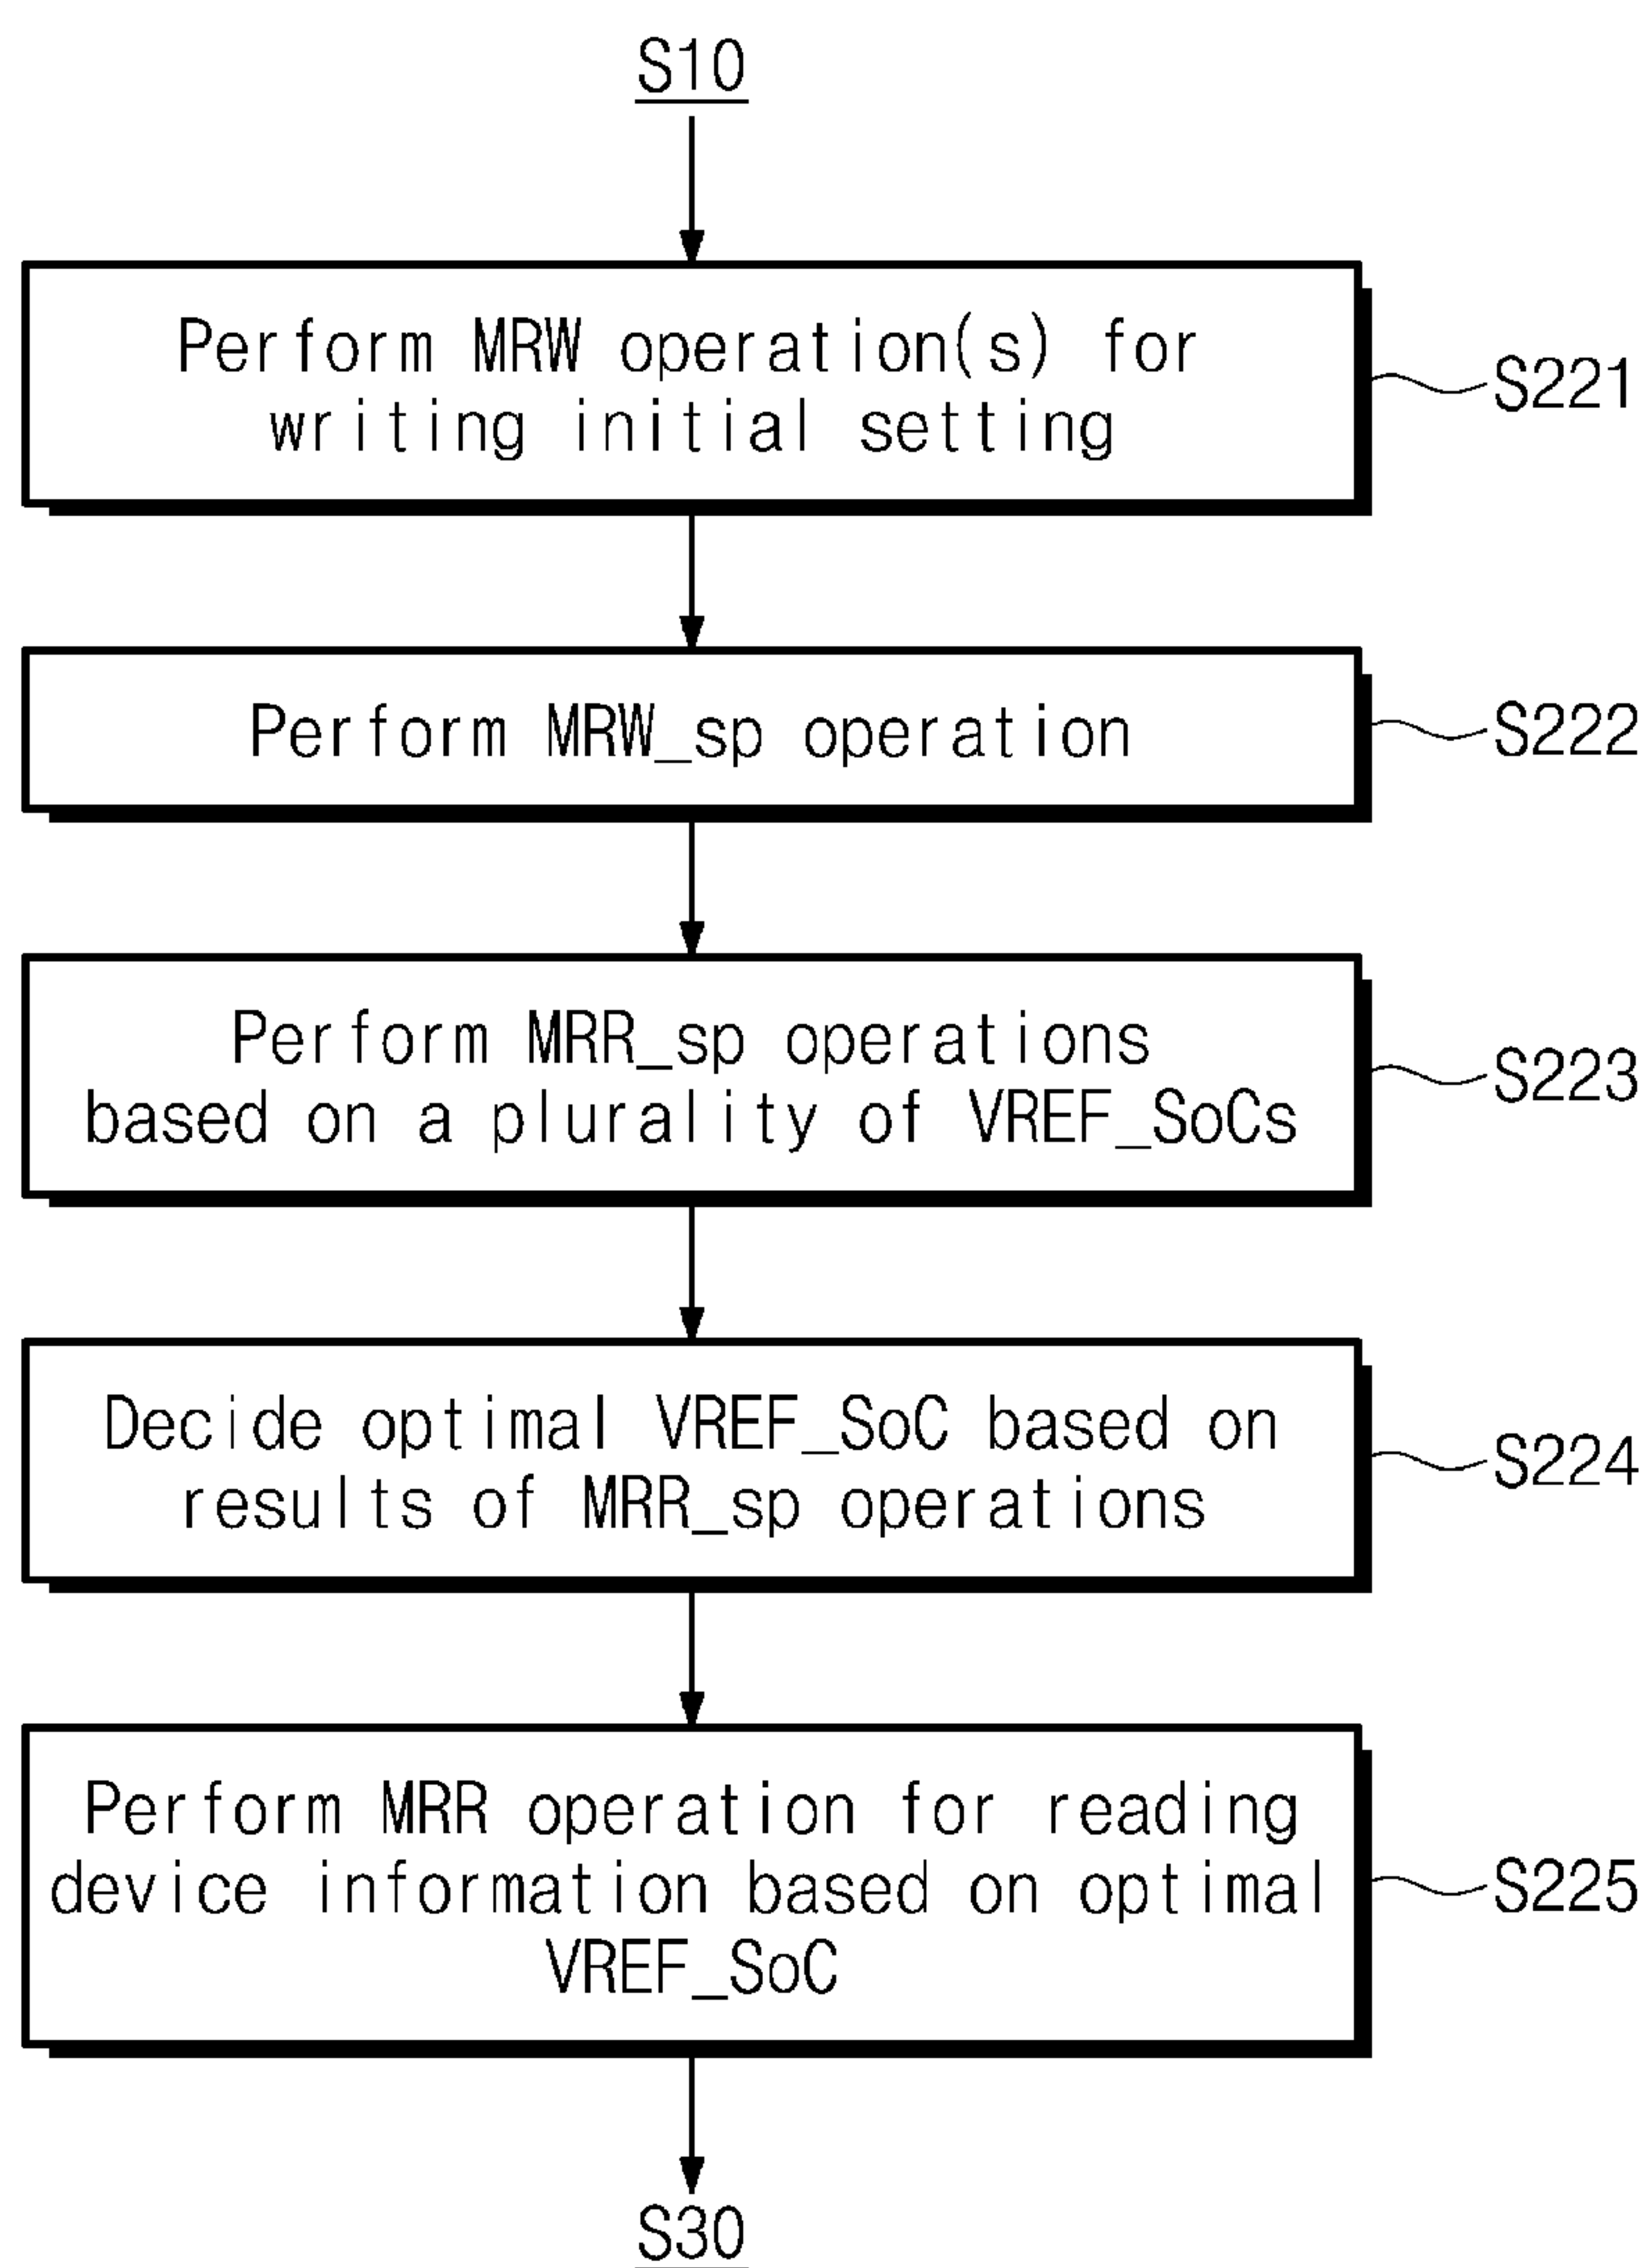 S10
Perform MRW operation(s) for
writing initial setting
S221
Perform MRW_sp operation
S222
Perform MRR_sp operations
based on a plurality of VREF_SoCs
S223
Decide optimal VREF_SoC based on
results of MRR_sp operations
S224
Perform MRR operation for reading
device information based on optimal
VREF_SoC
S225
S30